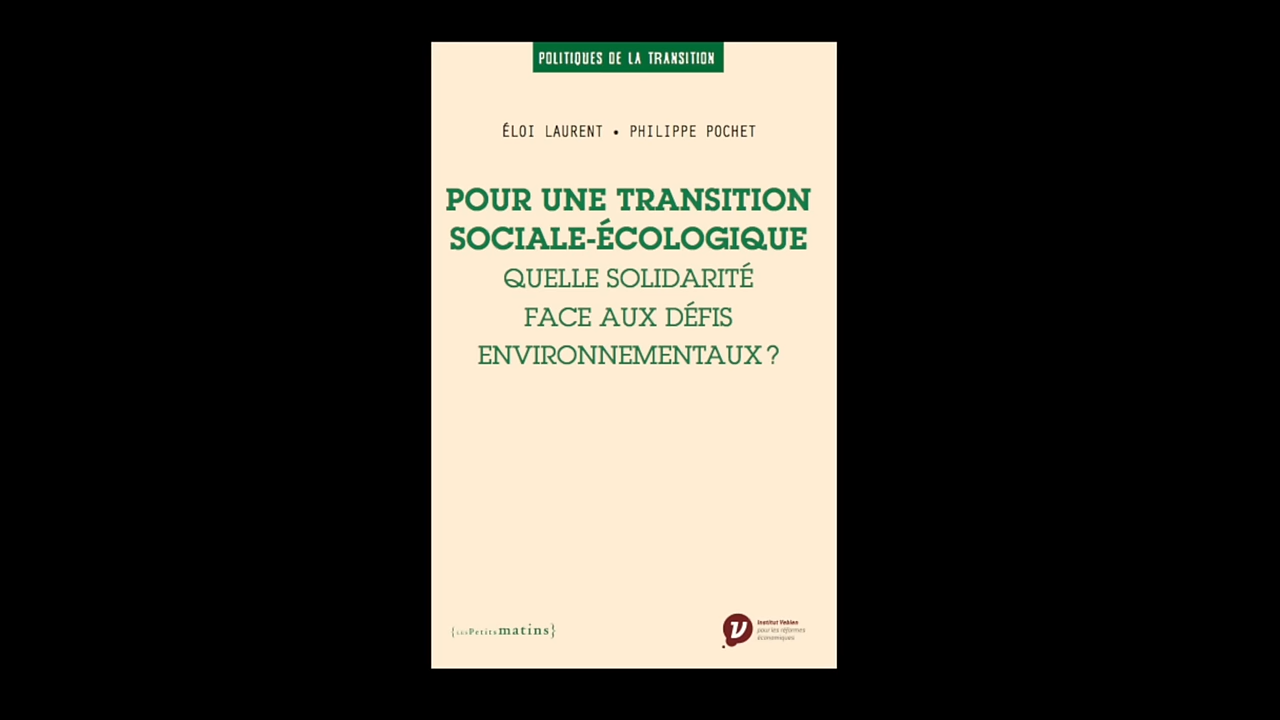 POLITIQUES DE LA TRANSITION
ÉLOI LAURENT • PHILIPPE POCHET
POUR UNE TRANSITION
SOCIALE-ÉCOLOGIQUE
QUELLE SOLIDARITÉ
FACE AUX DÉFIS
ENVIRONNEMENTAUX ?
{LES Petits matins}
Institut Veblen
pour les réformes
économiques